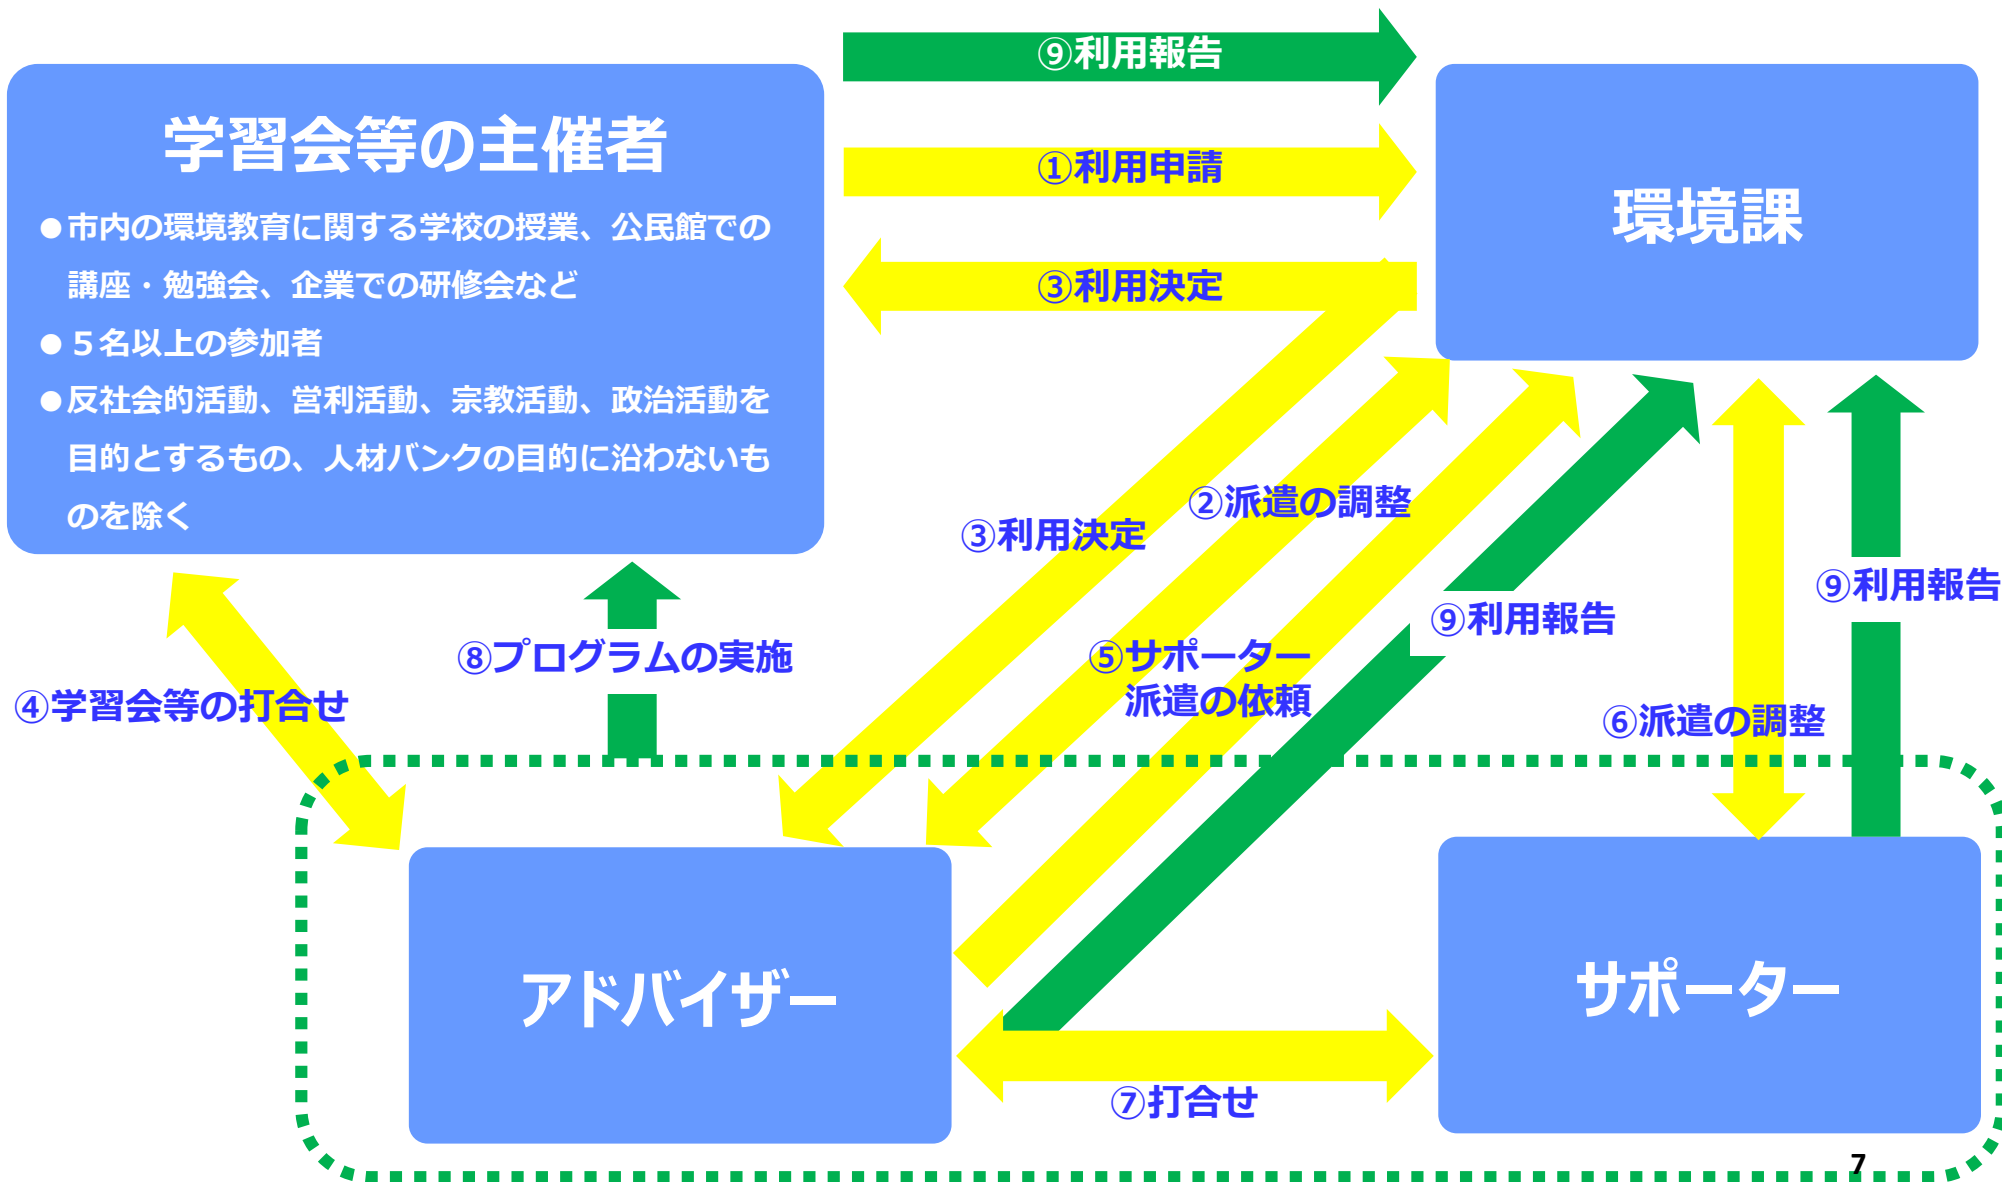 ⑨利用報告
①利用申請
③利用決定
学習会等の主催者
●市内の環境教育に関する学校の授業、公民館での
講座・勉強会、企業での研修会など
●５名以上の参加者
●反社会的活動、営利活動、宗教活動、政治活動を
目的とするもの、人材バンクの目的に沿わないも
のを除く
環境課
③利用決定
②派遣の調整
⑨利用報告
⑨利用報告
④学習会等の打合せ
⑧プログラムの実施
⑤サポーター
派遣の依頼
⑥派遣の調整
アドバイザー
サポーター
⑦打合せ
7